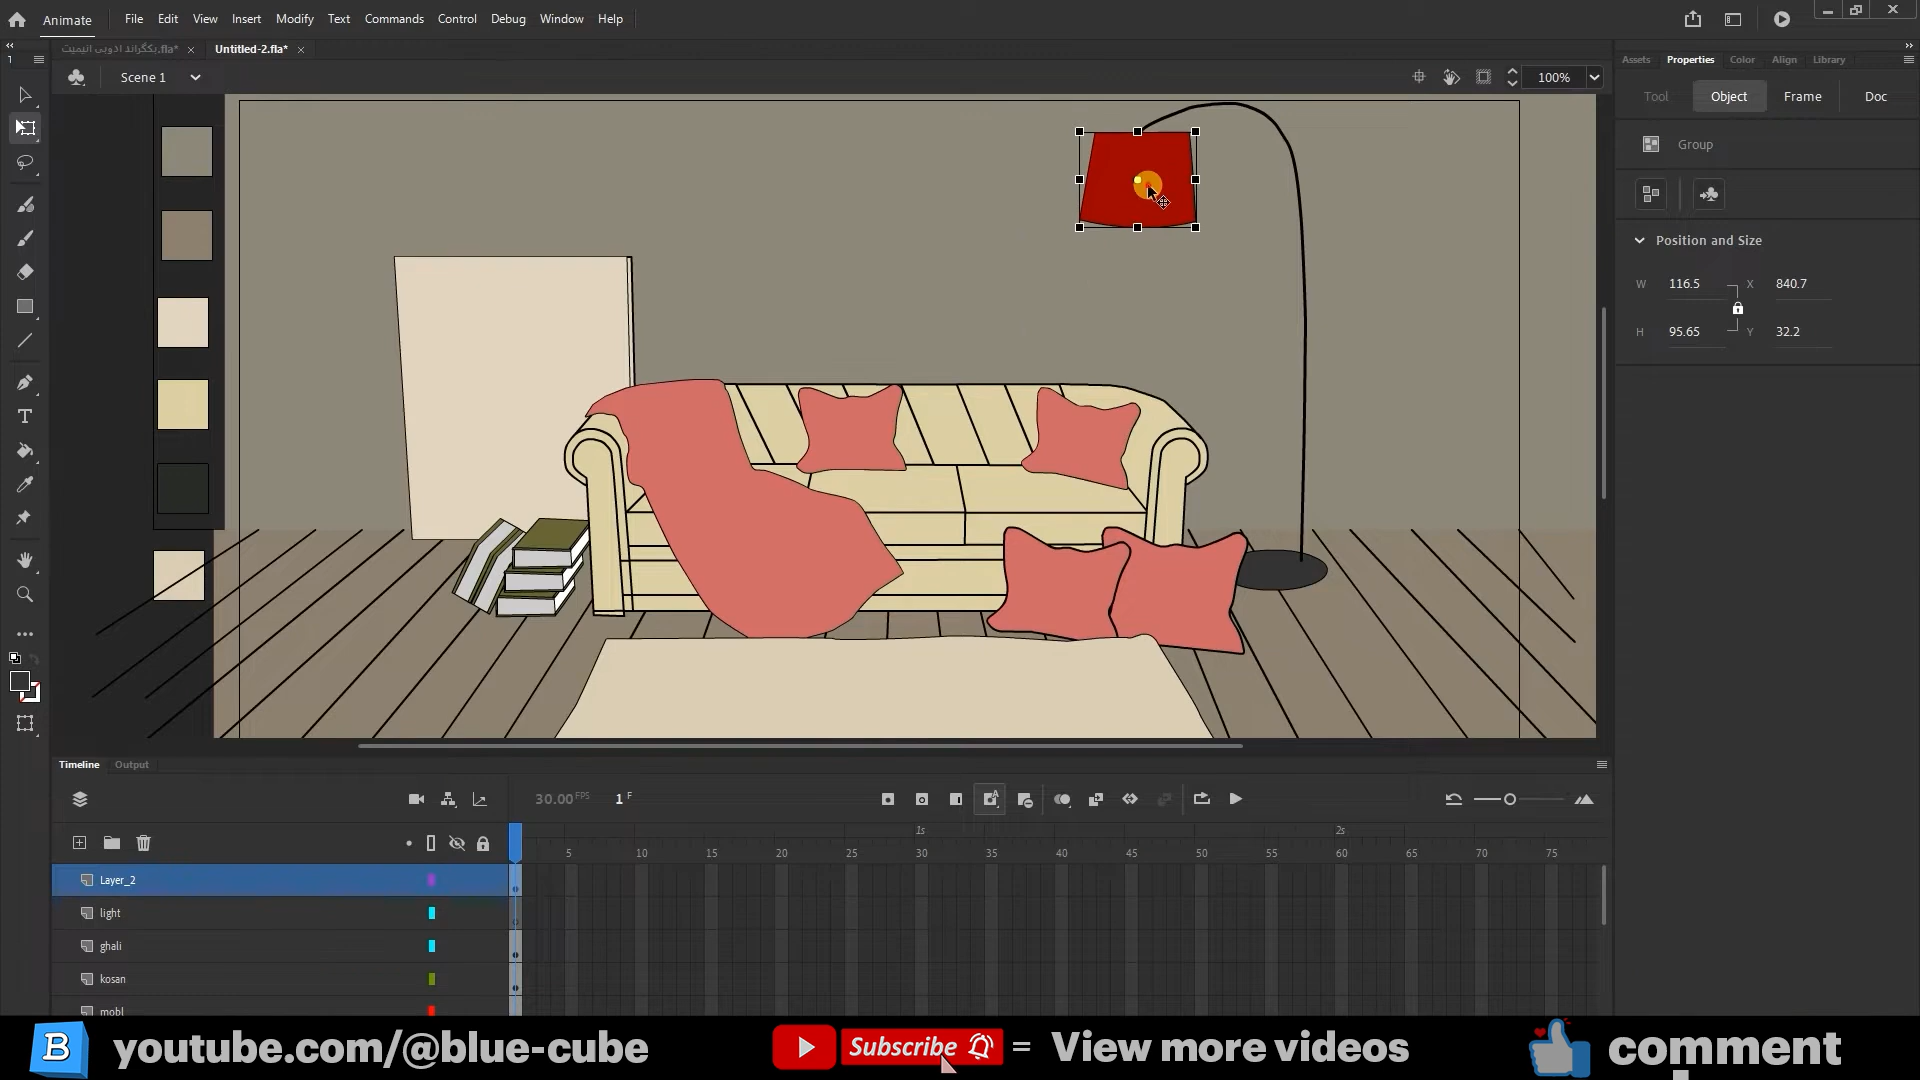 Animate File Edit View Insert Modify Text Commands Control Debug Window Help
بکگراند ادوبی انیمیت.fla* Untitled-2.fla*
Assets Properties Color Align Library
Scene 1 100%
Tool Object Frame Doc
Group
Position and Size
W 116.5 X 840.7
H 95.65 Y 32.2
Timeline Output
30.00 FPS 1 F
1s 2s
5 10 15 20 25 30 35 40 45 50 55 60 65 70 75
Layer_2
light
ghali
kosan
mobl
B youtube.com/@blue-cube Subscribe = View more videos comment